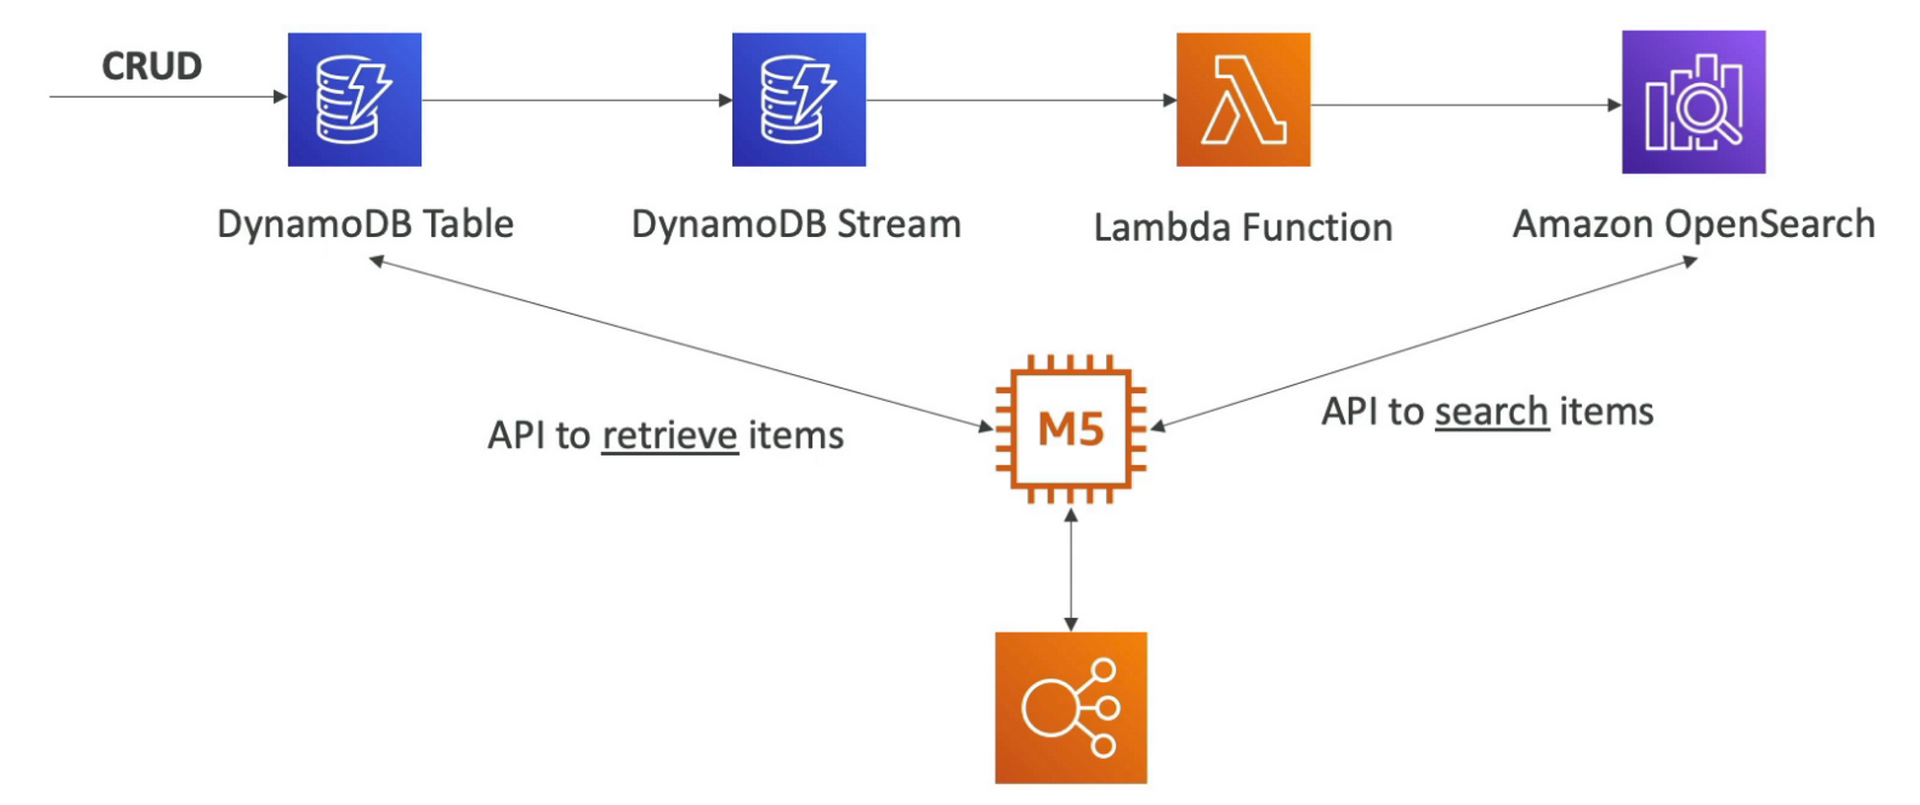 CRUD
DynamoDB Table
DynamoDB Stream
Lambda Function
Amazon OpenSearch
API to retrieve items
M5
API to search items